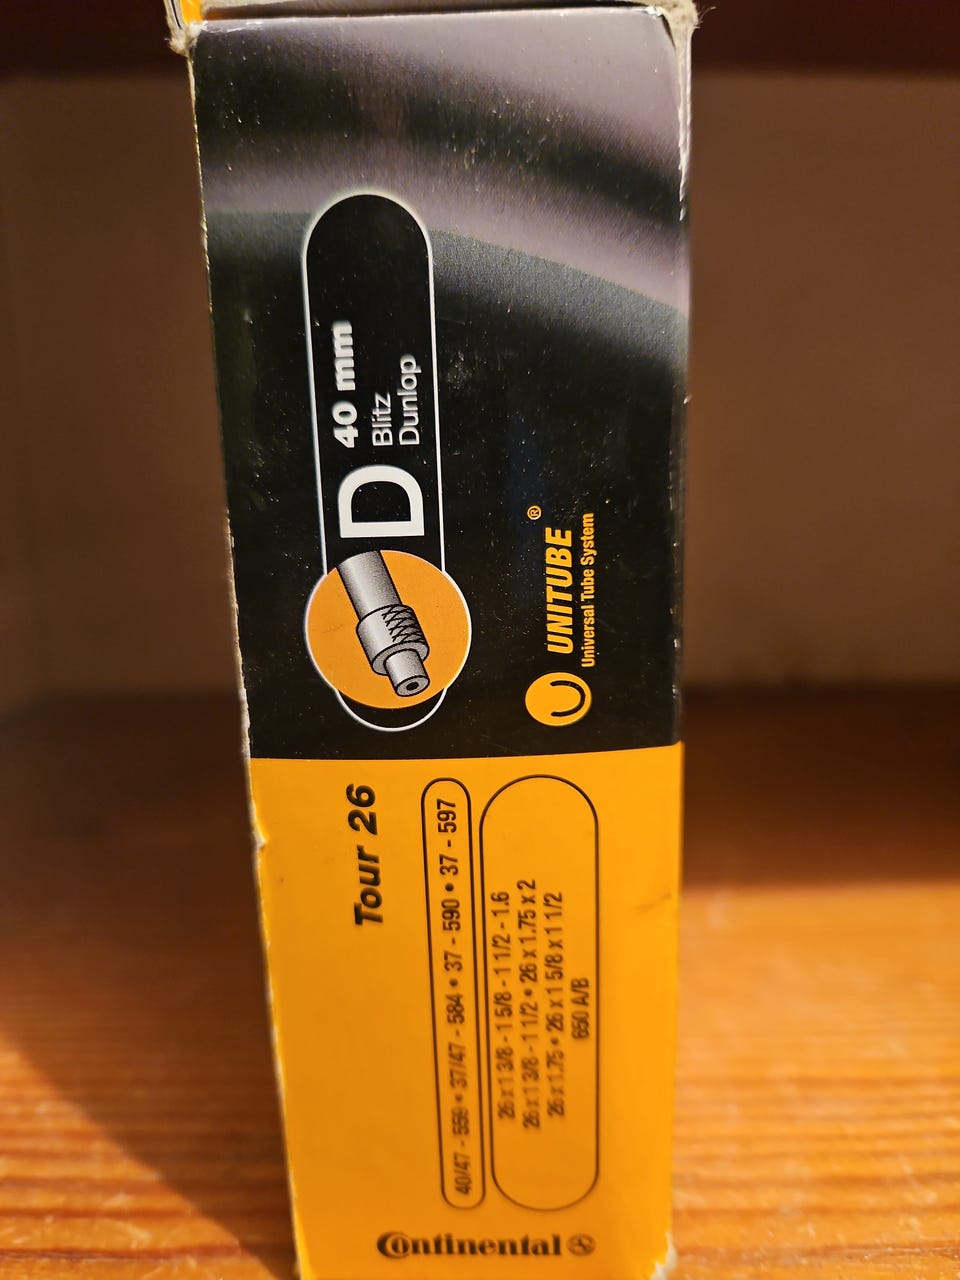 D
40 mm
Blitz
Dunlop
UNITUBE®
Universal Tube System
Tour 26
40/47 - 559 • 37/47 - 584 • 37 - 590 • 37 - 597
26 x 1 3/8 - 1 5/8 - 1 1/2 - 1.6
26 x 1 3/8 - 1 1/2 • 26 x 1.75 x 2
26 x 1.75 • 26 x 1 5/8 x 1 1/2
650 A/B
Continental